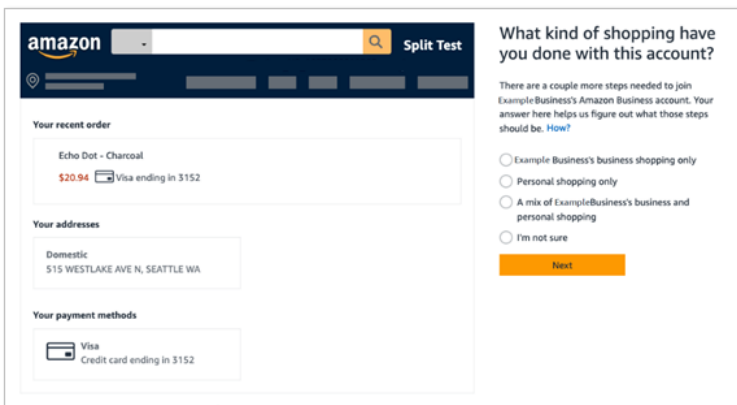 amazon
Split Test
Your recent order
Echo Dot - Charcoal
$20.94 Visa ending in 3152
Your addresses
Domestic
515 WESTLAKE AVE N, SEATTLE WA
Your payment methods
Visa
Credit card ending in 3152
What kind of shopping have
you done with this account?
There are a couple more steps needed to join
ExampleBusiness's Amazon Business account. Your
answer here helps us figure out what those steps
should be. How?
Example Business's business shopping only
Personal shopping only
A mix of ExampleBusiness's business and
personal shopping
I'm not sure
Next